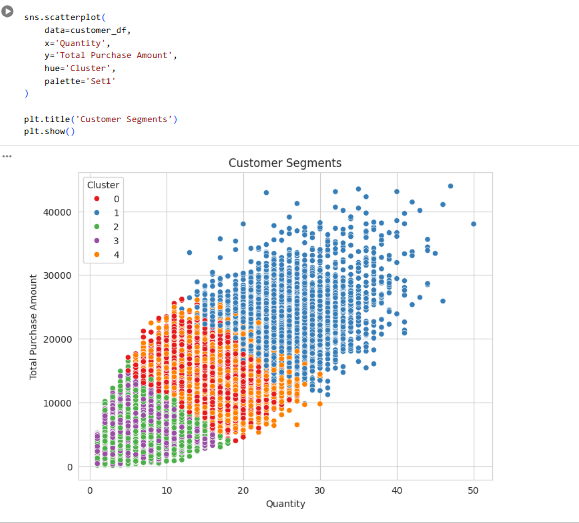 sns.scatterplot(
    data=customer_df,
    x='Quantity',
    y='Total Purchase Amount',
    hue='Cluster',
    palette='Set1'
)
plt.title('Customer Segments')
plt.show()
Customer Segments
Cluster
0
1
2
3
4
40000
30000
20000
10000
0
Total Purchase Amount
0 10 20 30 40 50
Quantity